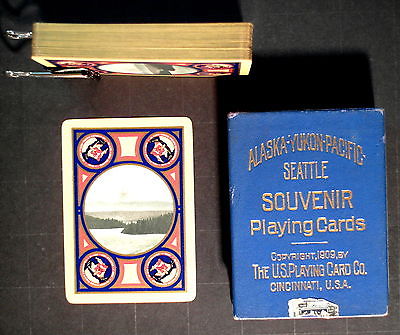 ALASKA-YUKON-PACIFIC
SEATTLE
SOUVENIR
Playing Cards
COPYRIGHT, 1909, BY
THE U.S. PLAYING CARD CO.
CINCINNATI, U.S.A.